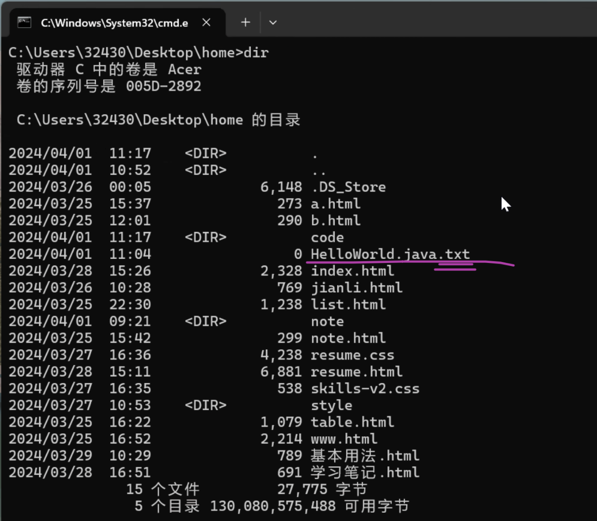 C:\Windows\System32\cmd.e
C:\Users\32430\Desktop\home>dir
驱动器 C 中的卷是 Acer
卷的序列号是 005D-2892
C:\Users\32430\Desktop\home 的目录
2024/04/01  11:17    <DIR>          .
2024/04/01  10:52    <DIR>          ..
2024/03/26  00:05             6,148 .DS_Store
2024/03/25  15:37               273 a.html
2024/03/25  12:01               290 b.html
2024/04/01  11:17    <DIR>          code
2024/04/01  11:04                 0 HelloWorld.java.txt
2024/03/28  15:26             2,328 index.html
2024/03/26  10:28               769 jianli.html
2024/03/25  22:30             1,238 list.html
2024/04/01  09:21    <DIR>          note
2024/03/25  15:42               299 note.html
2024/03/27  16:36             4,238 resume.css
2024/03/28  15:11             6,881 resume.html
2024/03/27  16:35               538 skills-v2.css
2024/03/27  10:53    <DIR>          style
2024/03/25  16:22             1,079 table.html
2024/03/25  16:52             2,214 www.html
2024/03/29  10:29               789 基本用法.html
2024/03/28  16:51               691 学习笔记.html
15 个文件         27,775 字节
5 个目录 130,080,575,488 可用字节